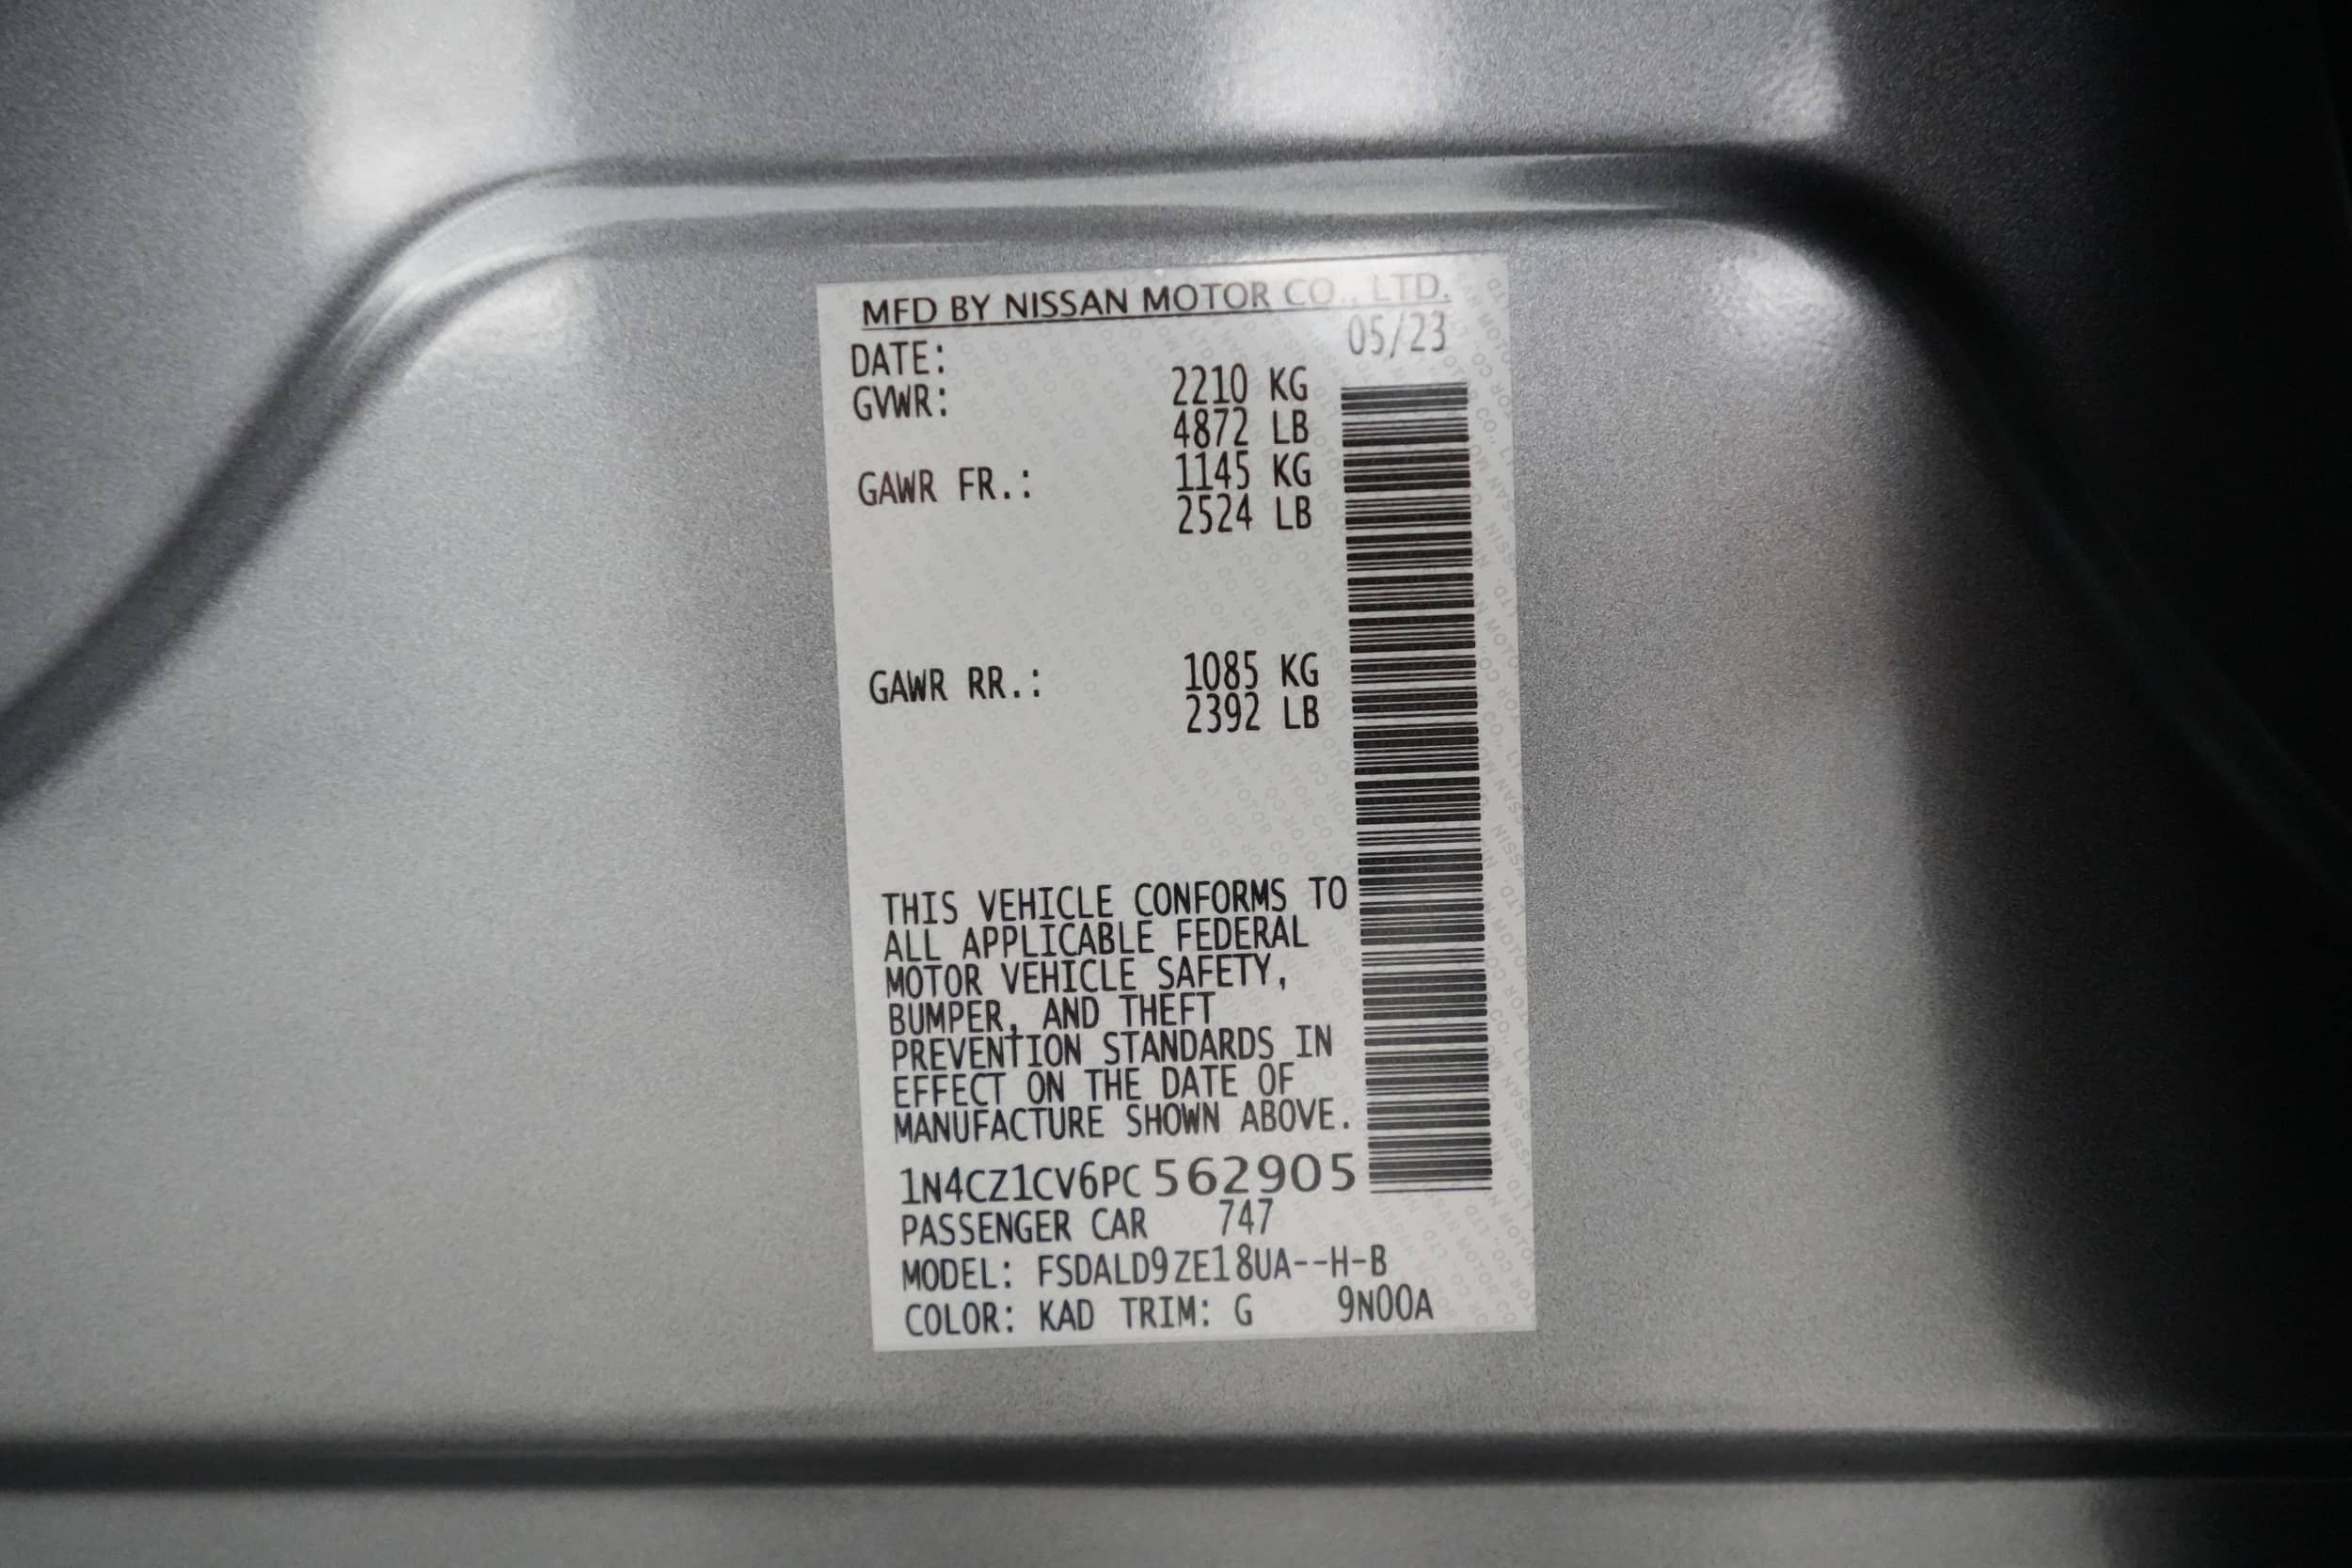 MFD BY NISSAN MOTOR CO., LTD.
DATE: 05/23
GVWR: 2210 KG
4872 LB
GAWR FR.: 1145 KG
2524 LB
GAWR RR.: 1085 KG
2392 LB
THIS VEHICLE CONFORMS TO
ALL APPLICABLE FEDERAL
MOTOR VEHICLE SAFETY,
BUMPER, AND THEFT
PREVENTION STANDARDS IN
EFFECT ON THE DATE OF
MANUFACTURE SHOWN ABOVE.
1N4CZ1CV6PC562905
PASSENGER CAR 747
MODEL: FSDALD9ZE18UA--H-B
COLOR: KAD TRIM: G 9N00A